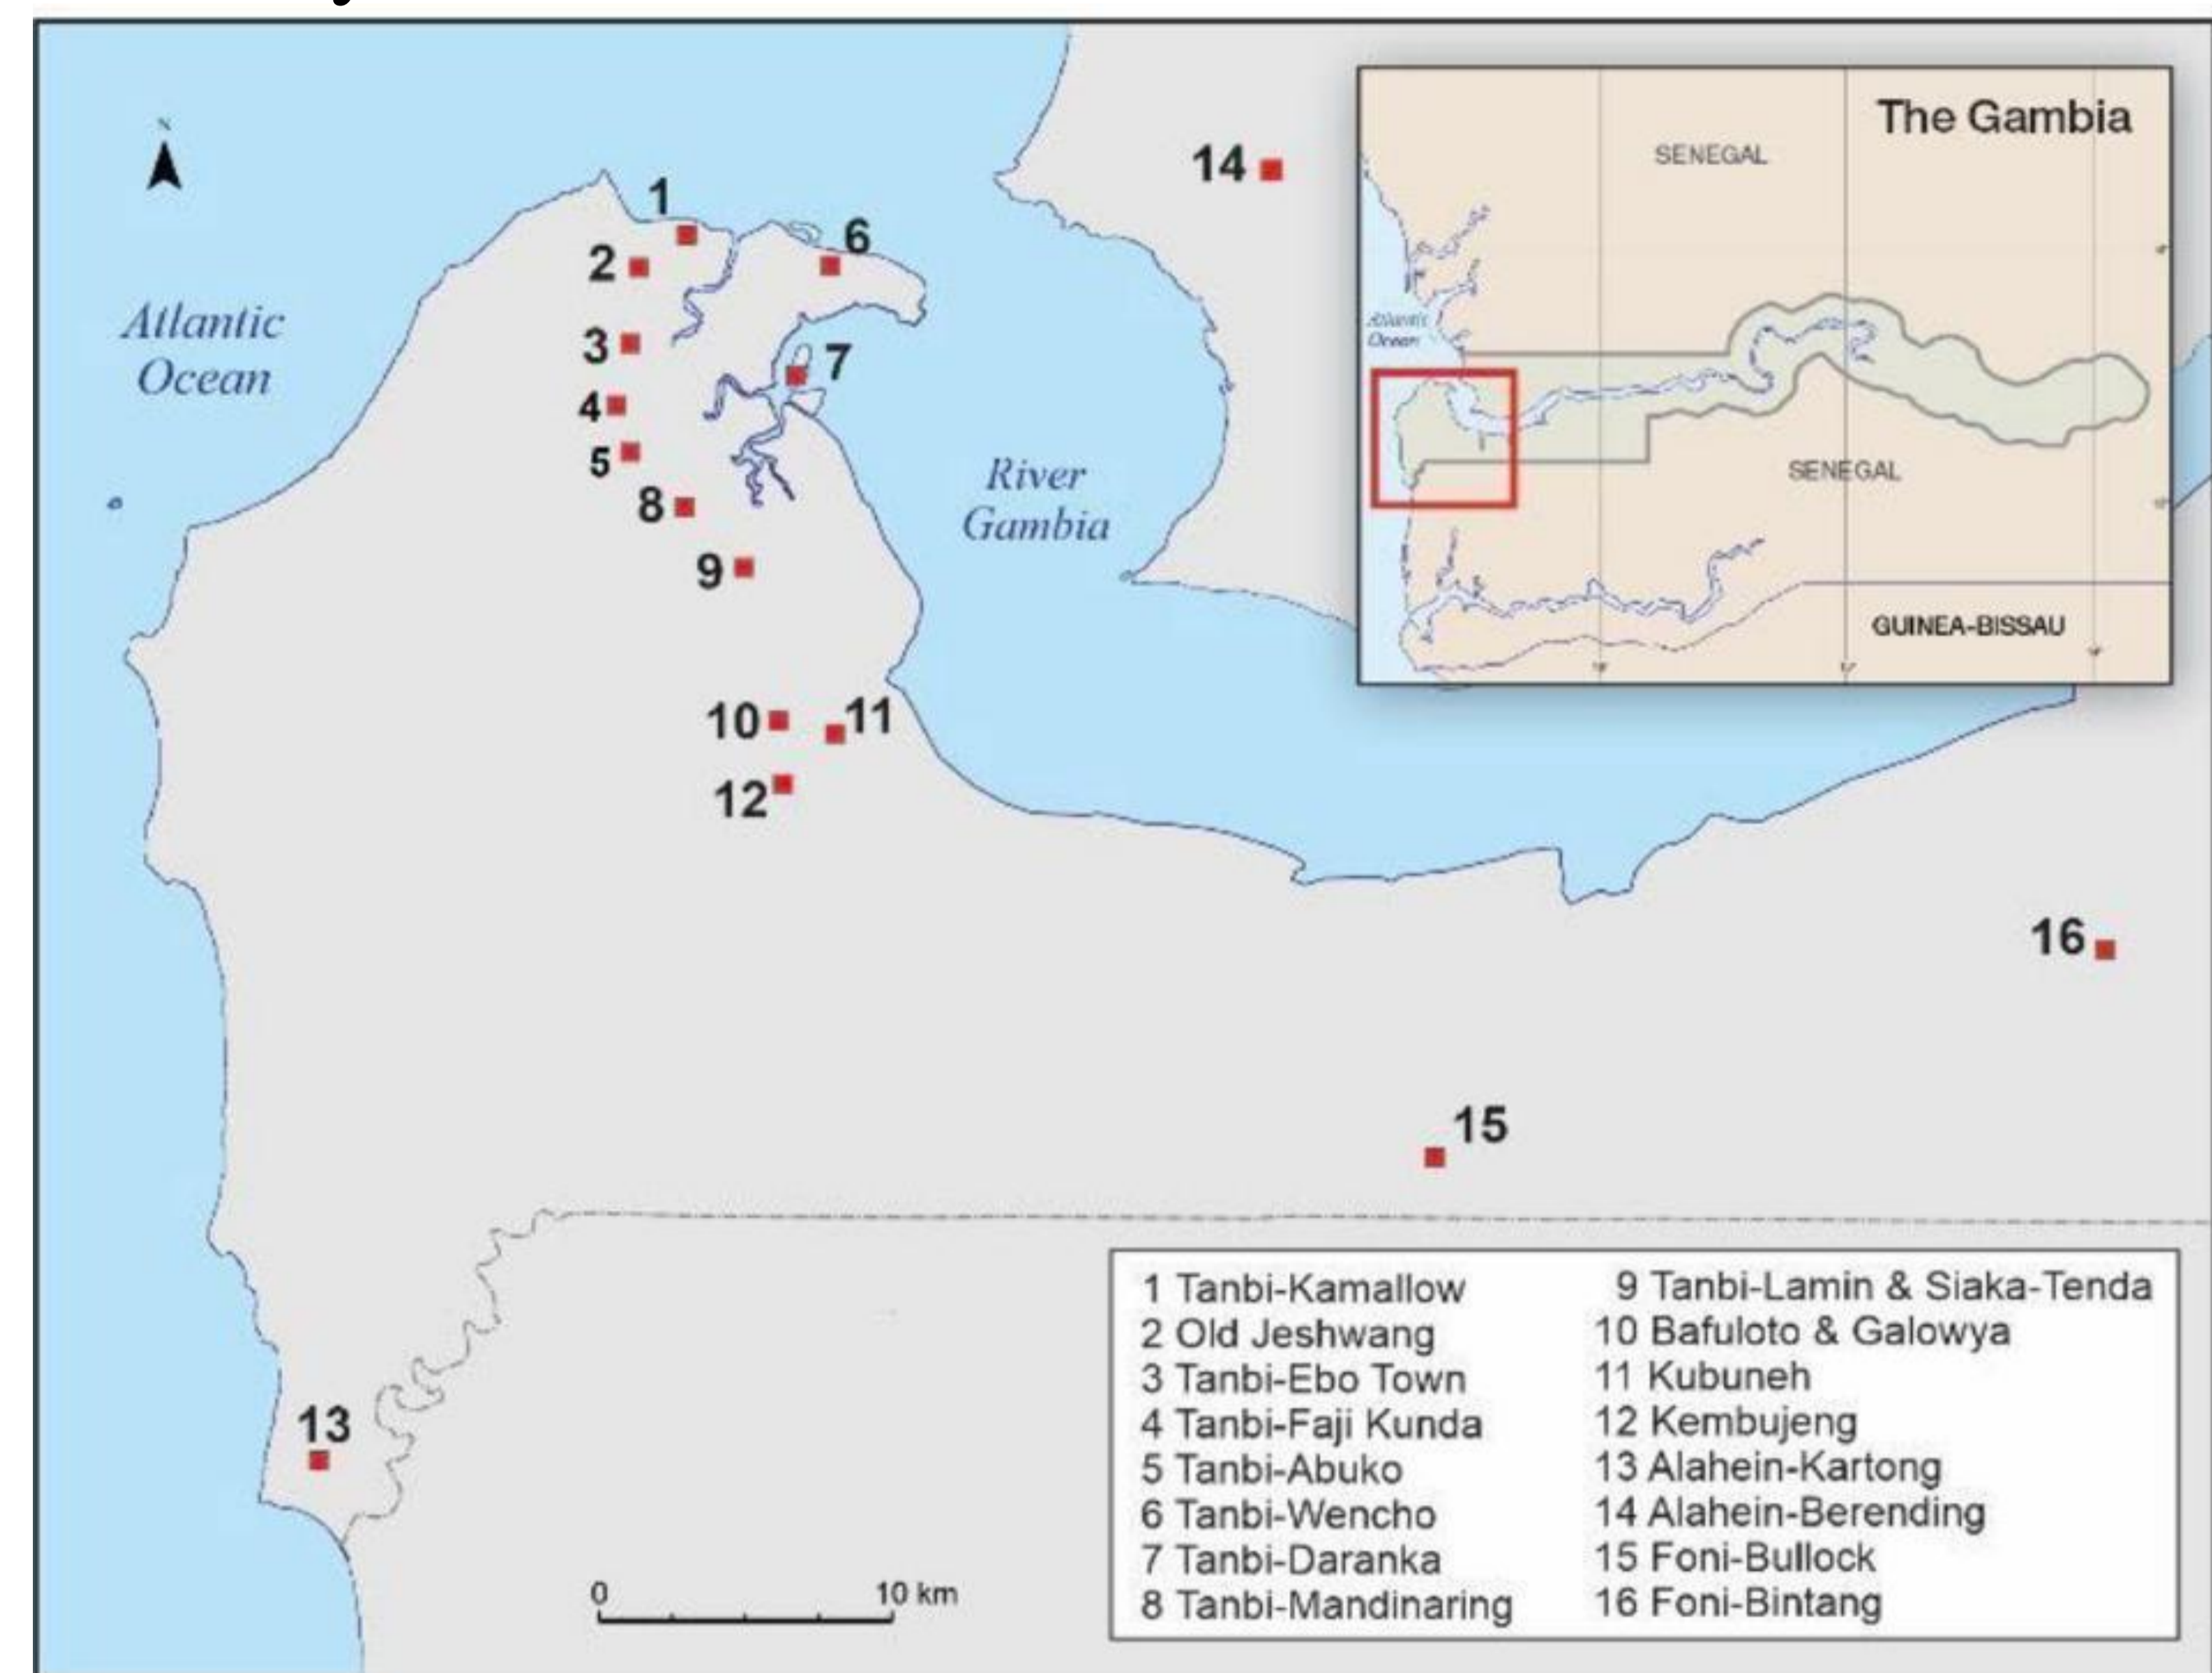 N
Atlantic
Ocean
1
2
3
4
5
6
7
8
9
10
11
12
13
14
15
16
River
Gambia
The Gambia
SENEGAL
Atlantic
Ocean
SENEGAL
GUINEA-BISSAU
0 10 km
1 Tanbi-Kamallow
2 Old Jeshwang
3 Tanbi-Ebo Town
4 Tanbi-Faji Kunda
5 Tanbi-Abuko
6 Tanbi-Wencho
7 Tanbi-Daranka
8 Tanbi-Mandinaring
9 Tanbi-Lamin & Siaka-Tenda
10 Bafuloto & Galowya
11 Kubuneh
12 Kembujeng
13 Alahein-Kartong
14 Alahein-Berending
15 Foni-Bullock
16 Foni-Bintang